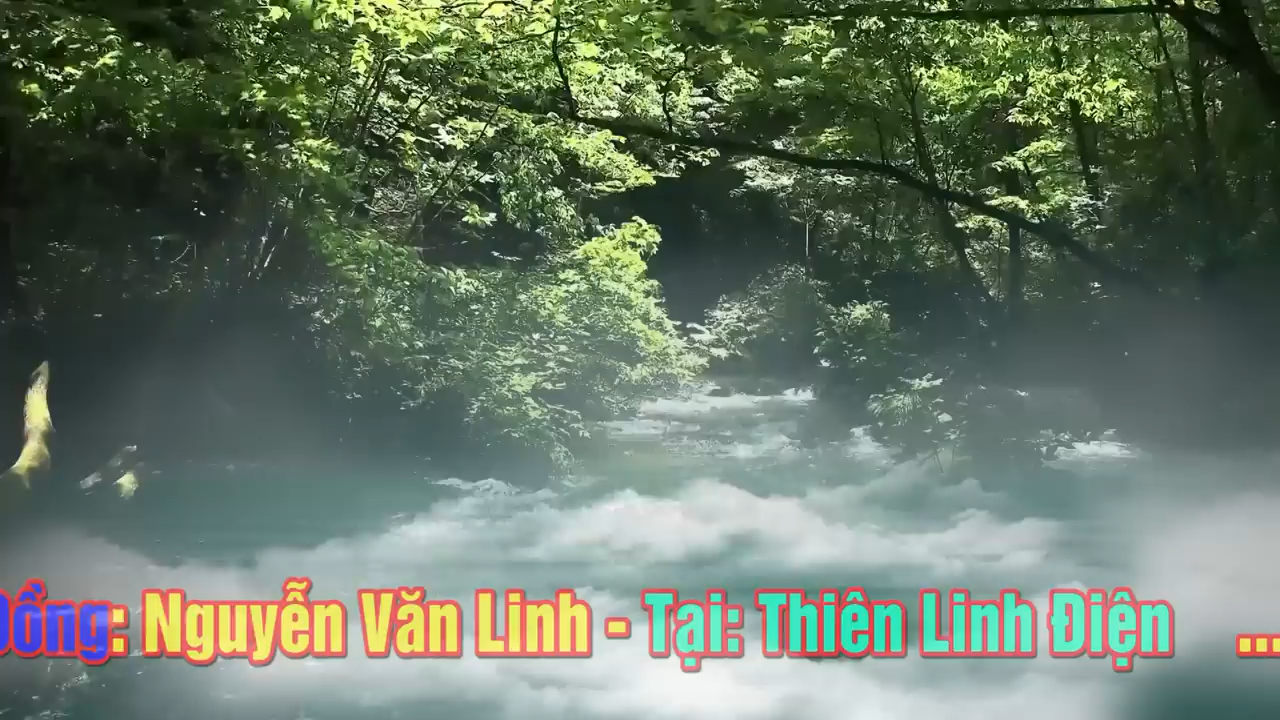 Đồng: Nguyễn Văn Linh - Tại: Thiên Linh Điện ...